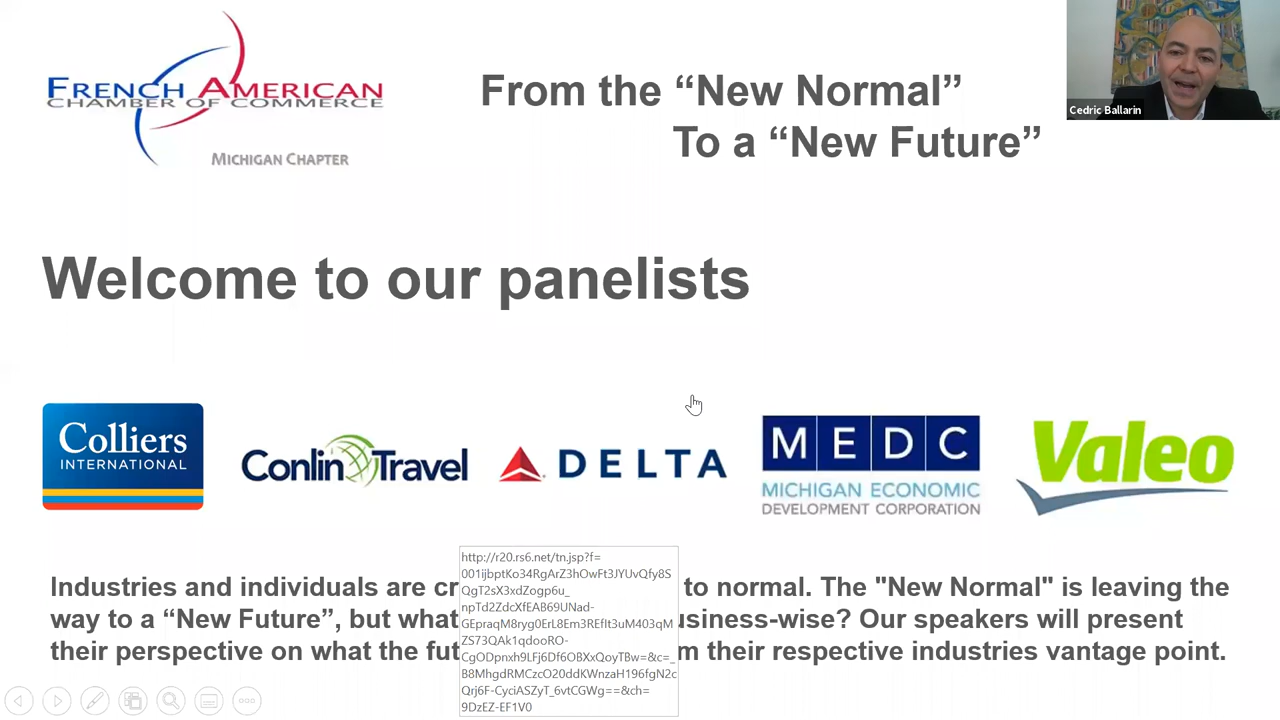 FRENCH AMERICAN
CHAMBER OF COMMERCE
MICHIGAN CHAPTER
From the “New Normal”
To a “New Future”
Cedric Ballarin
Welcome to our panelists
Colliers
INTERNATIONAL
Conlin Travel
DELTA
MEDC
MICHIGAN ECONOMIC
DEVELOPMENT CORPORATION
Valeo
Industries and individuals are cr to normal. The "New Normal" is leaving the
way to a “New Future”, but what usiness-wise? Our speakers will present
their perspective on what the fut m their respective industries vantage point.
http://r20.rs6.net/tn.jsp?f=
001ijbptKo34RgArZ3hOwFt3JYUvQfy8S
QgT2sX3xdZogp6u_
npTd2ZdcXfEAB69UNad-
GEpraqM8ryg0ErL8Em3REfIt3uM403qM
ZS73QAk1qdooRO-
CgODpnxh9LFj6Df6OBXxQoyTBw=&c=_
B8MhgdRMCzcO20ddKWnzaH196fgN2c
Qrj6F-CyciASZyT_6vtCGWg==&ch=
9DzEZ-EF1V0